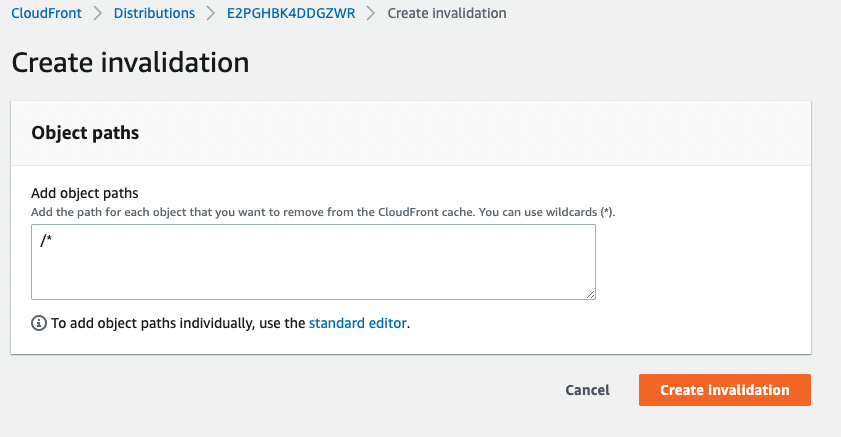 CloudFront > Distributions > E2PGHBK4DDGZWR > Create invalidation
Create invalidation
Object paths
Add object paths
Add the path for each object that you want to remove from the CloudFront cache. You can use wildcards (*).
/*
To add object paths individually, use the standard editor.
Cancel Create invalidation